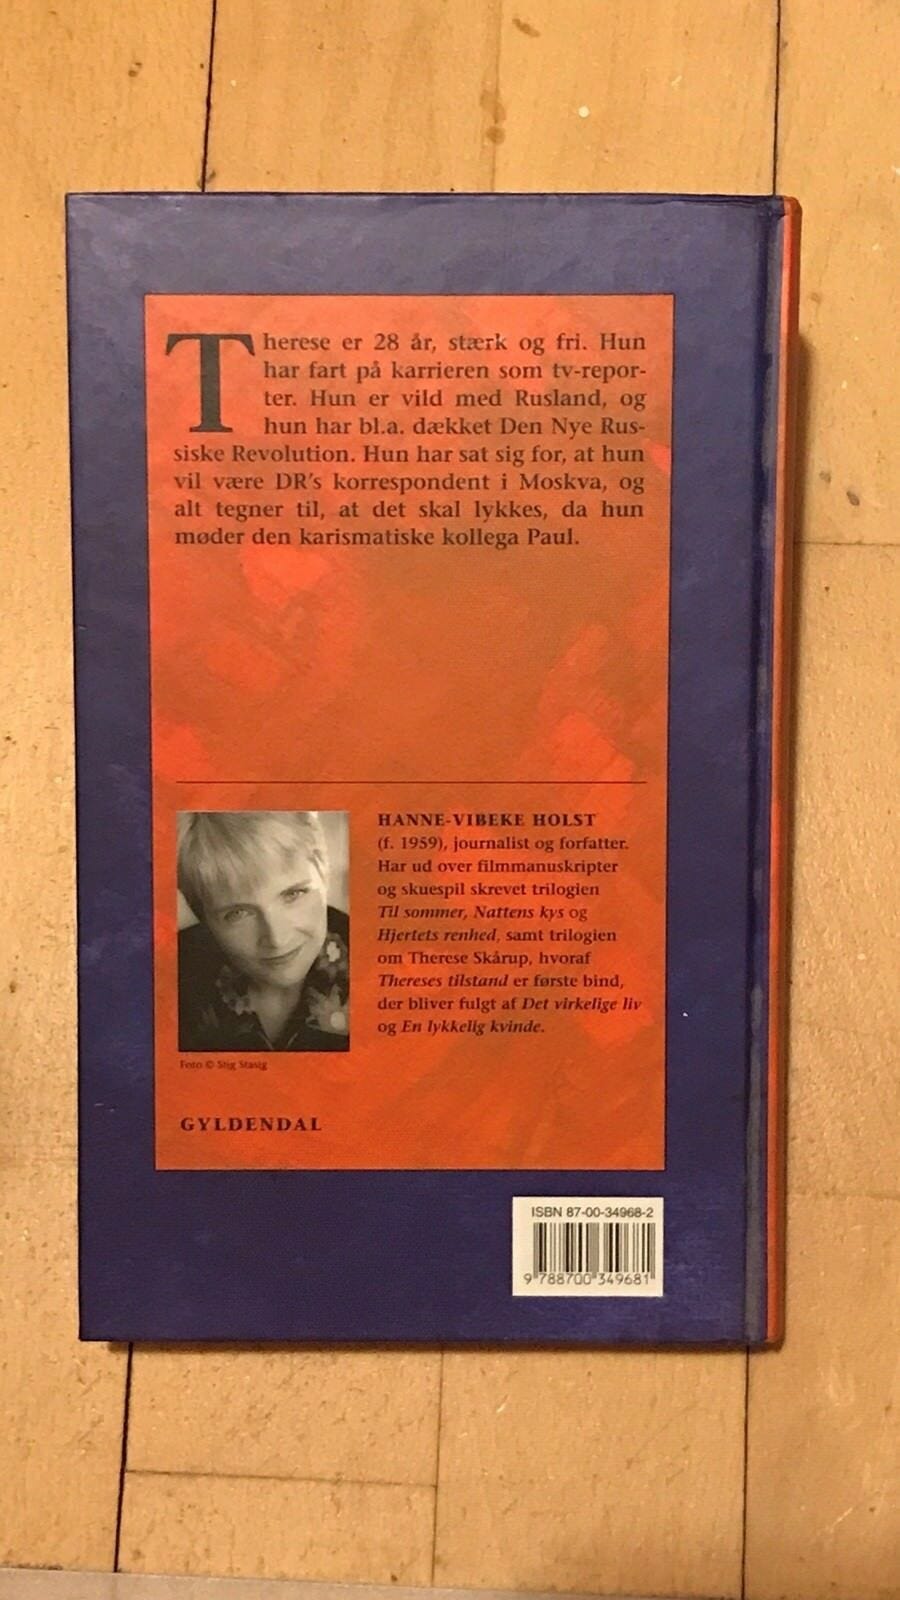 Therese er 28 år, stærk og fri. Hun
har fart på karrieren som tv-repor-
ter. Hun er vild med Rusland, og
hun har bl.a. dækket Den Nye Rus-
siske Revolution. Hun har sat sig for, at hun
vil være DR's korrespondent i Moskva, og
alt tegner til, at det skal lykkes, da hun
møder den karismatiske kollega Paul.
HANNE-VIBEKE HOLST
(f. 1959), journalist og forfatter.
Har ud over filmmanuskripter
og skuespil skrevet trilogien
Til sommer, Nattens kys og
Hjertets renhed, samt trilogien
om Therese Skårup, hvoraf
Thereses tilstand er første bind,
der bliver fulgt af Det virkelige liv
og En lykkelig kvinde.
Foto © Stig Stasig
GYLDENDAL
ISBN 87-00-34968-2
9 788700 349681